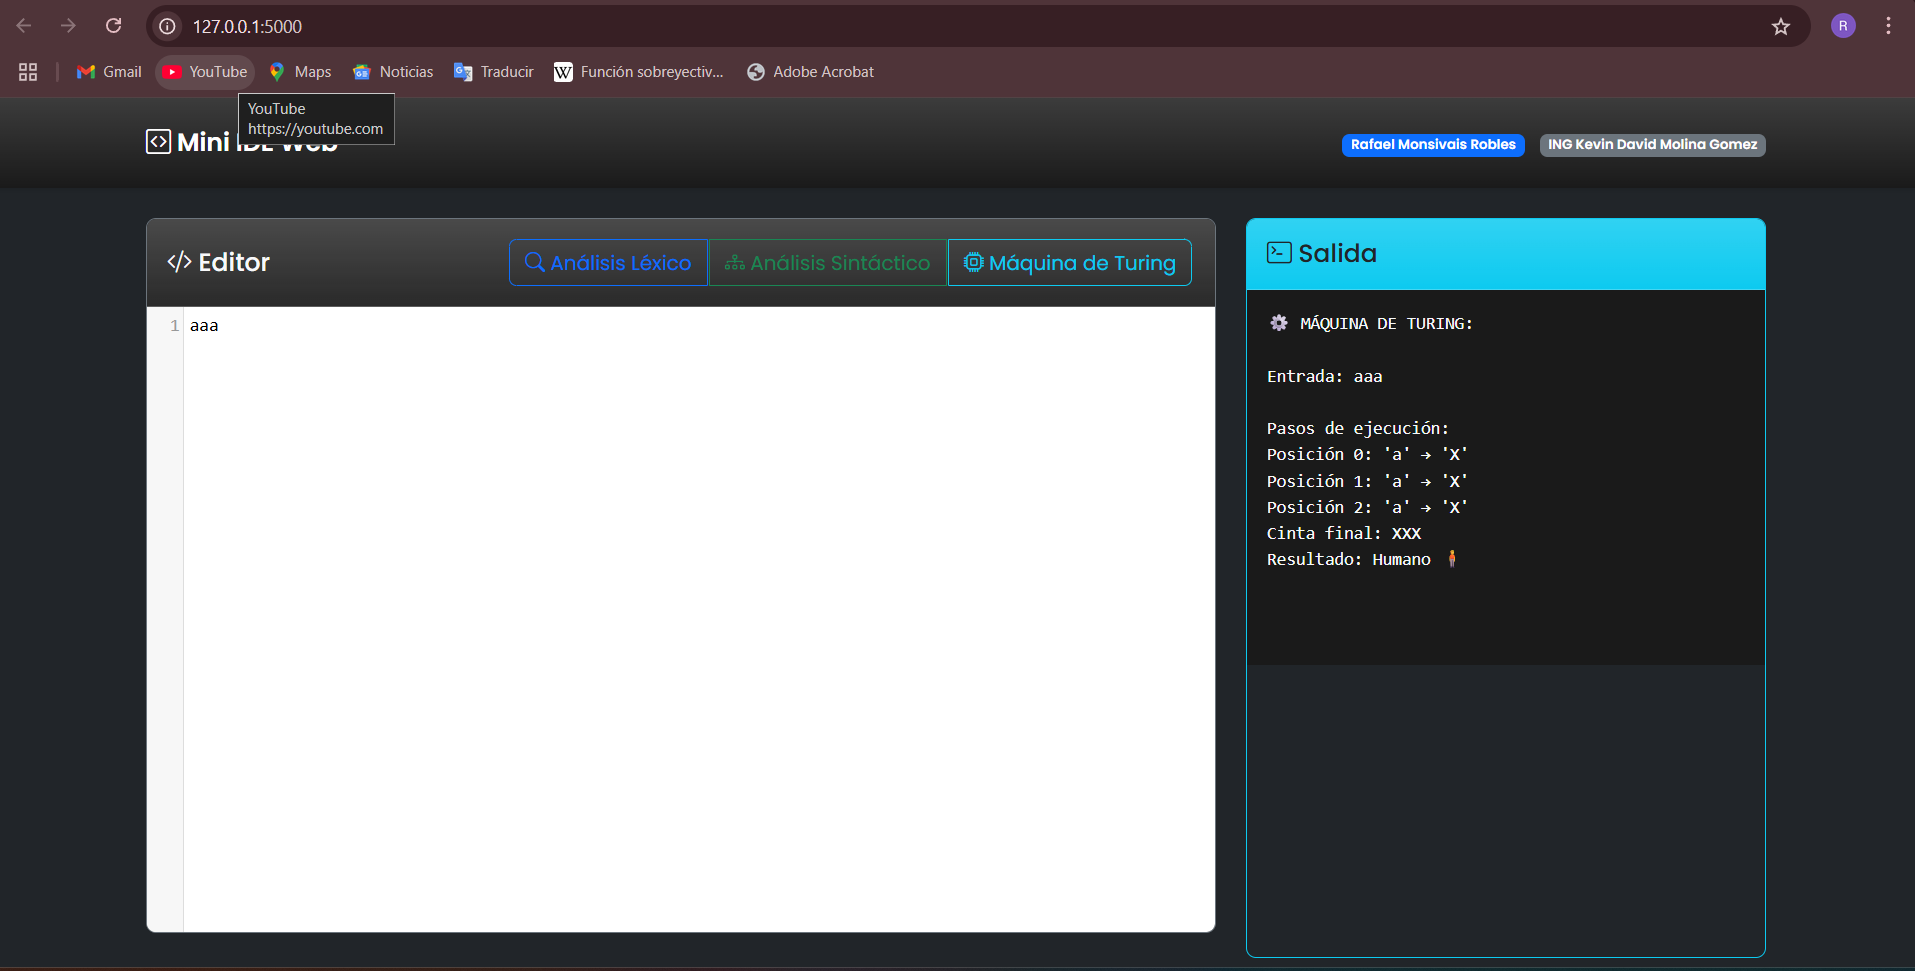 127.0.0.1:5000
R
Gmail
YouTube
Maps
Noticias
Traducir
W Función sobreyectiv...
Adobe Acrobat
YouTube
https://youtube.com
Mini
Rafael Monsivais Robles
ING Kevin David Molina Gomez
</> Editor
Análisis Léxico
Análisis Sintáctico
Máquina de Turing
Salida
1 aaa
MÁQUINA DE TURING:
Entrada: aaa
Pasos de ejecución:
Posición 0: 'a' → 'X'
Posición 1: 'a' → 'X'
Posición 2: 'a' → 'X'
Cinta final: XXX
Resultado: Humano 🧍